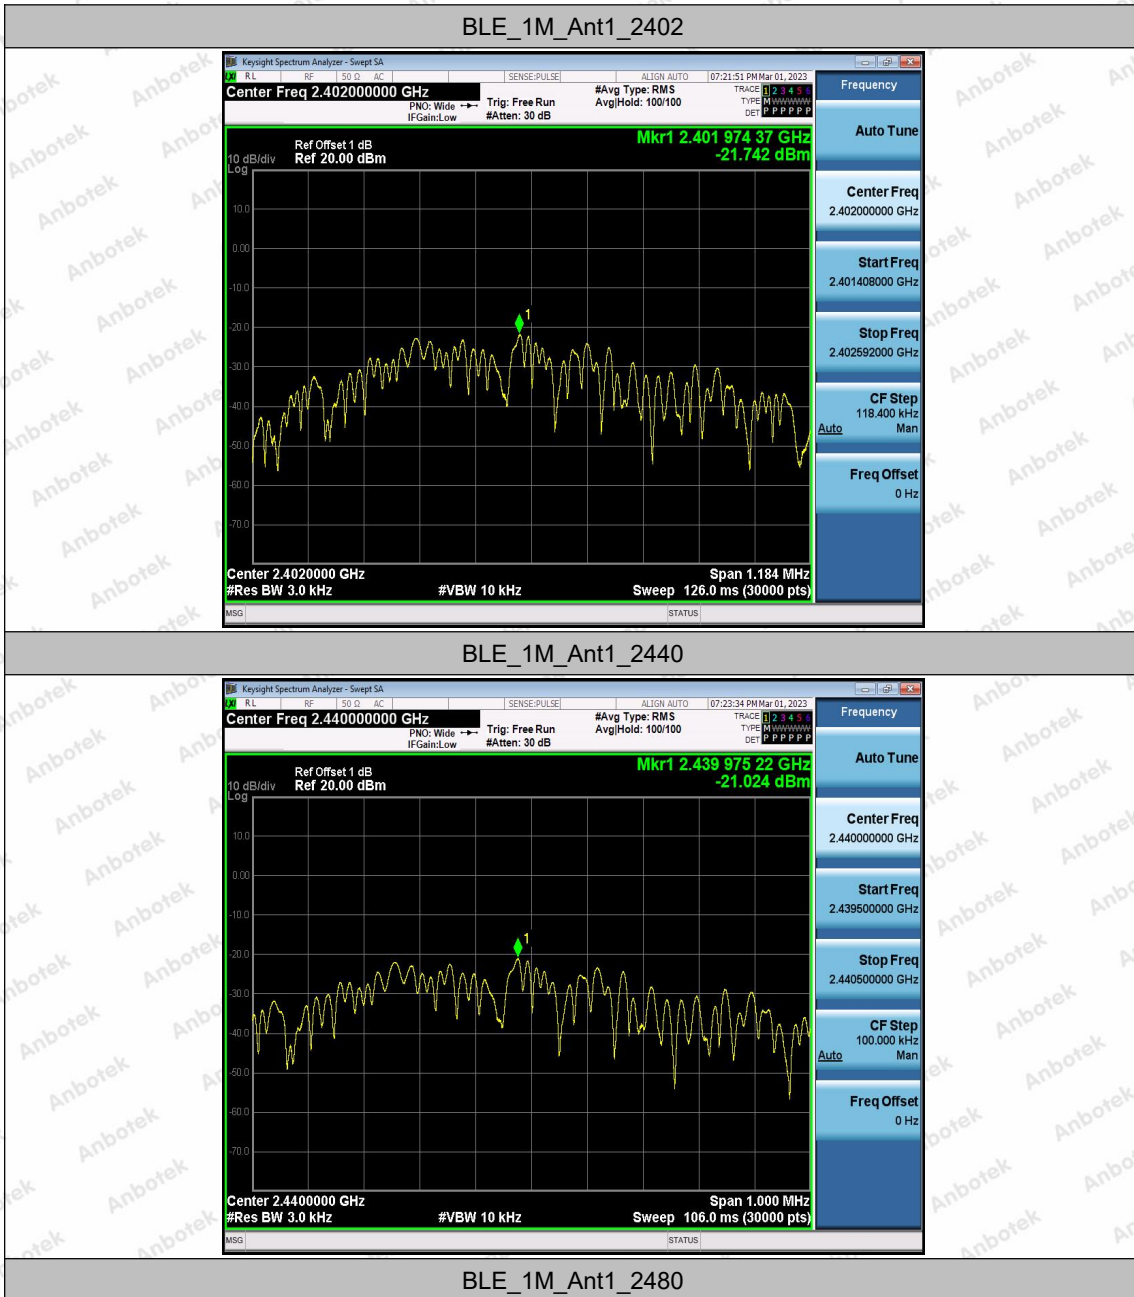 BLE_1M_Ant1_2402
Keysight Spectrum Analyzer - Swept SA
LXI RL RF 50 Ω AC SENSE:PULSE ALIGN AUTO 07:21:51 PM Mar 01, 2023
Center Freq 2.402000000 GHz
PNO: Wide
IFGain:Low
Trig: Free Run
#Atten: 30 dB
#Avg Type: RMS
Avg|Hold: 100/100
TRACE 1 2 3 4 5 6
TYPE M W W W W W
DET P P P P P P
Frequency
Auto Tune
Center Freq
2.402000000 GHz
Start Freq
2.401408000 GHz
Stop Freq
2.402592000 GHz
CF Step
118.400 kHz
Auto Man
Freq Offset
0 Hz
Mkr1 2.401 974 37 GHz
-21.742 dBm
Ref Offset 1 dB
10 dB/div Ref 20.00 dBm
Log
10.0
0.00
-10.0
-20.0
-30.0
-40.0
-50.0
-60.0
-70.0
1
Center 2.4020000 GHz Span 1.184 MHz
#Res BW 3.0 kHz #VBW 10 kHz Sweep 126.0 ms (30000 pts)
MSG STATUS
BLE_1M_Ant1_2440
Keysight Spectrum Analyzer - Swept SA
LXI RL RF 50 Ω AC SENSE:PULSE ALIGN AUTO 07:23:34 PM Mar 01, 2023
Center Freq 2.440000000 GHz
PNO: Wide
IFGain:Low
Trig: Free Run
#Atten: 30 dB
#Avg Type: RMS
Avg|Hold: 100/100
TRACE 1 2 3 4 5 6
TYPE M W W W W W
DET P P P P P P
Frequency
Auto Tune
Center Freq
2.440000000 GHz
Start Freq
2.439500000 GHz
Stop Freq
2.440500000 GHz
CF Step
100.000 kHz
Auto Man
Freq Offset
0 Hz
Mkr1 2.439 975 22 GHz
-21.024 dBm
Ref Offset 1 dB
10 dB/div Ref 20.00 dBm
Log
10.0
0.00
-10.0
-20.0
-30.0
-40.0
-50.0
-60.0
-70.0
1
Center 2.4400000 GHz Span 1.000 MHz
#Res BW 3.0 kHz #VBW 10 kHz Sweep 106.0 ms (30000 pts)
MSG STATUS
BLE_1M_Ant1_2480
Anbotek